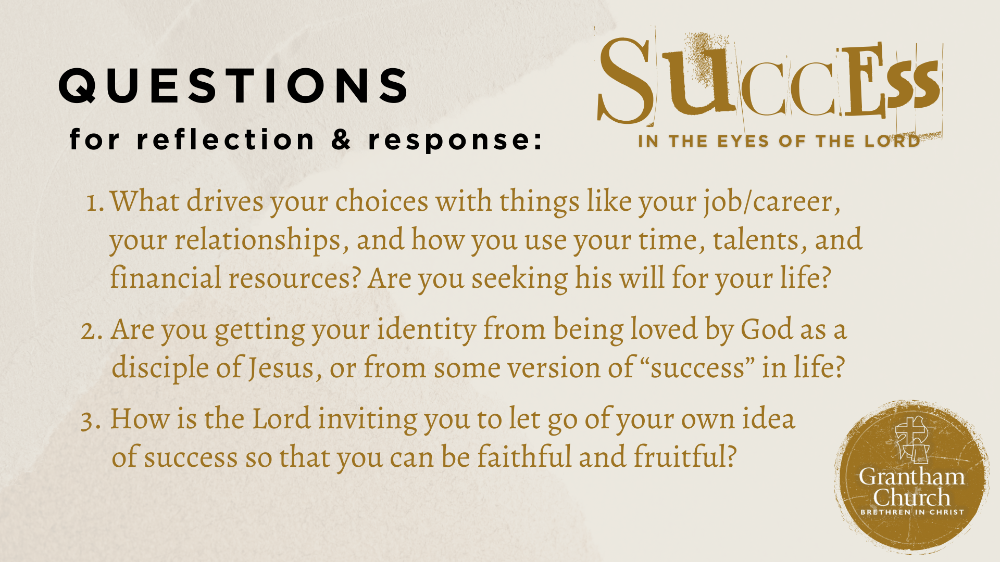 QUESTIONS
for reflection & response:
SuccEss
IN THE EYES OF THE LORD
1. What drives your choices with things like your job/career,
your relationships, and how you use your time, talents, and
financial resources? Are you seeking his will for your life?
2. Are you getting your identity from being loved by God as a
disciple of Jesus, or from some version of “success” in life?
3. How is the Lord inviting you to let go of your own idea
of success so that you can be faithful and fruitful?
Grantham
Church
BRETHREN IN CHRIST